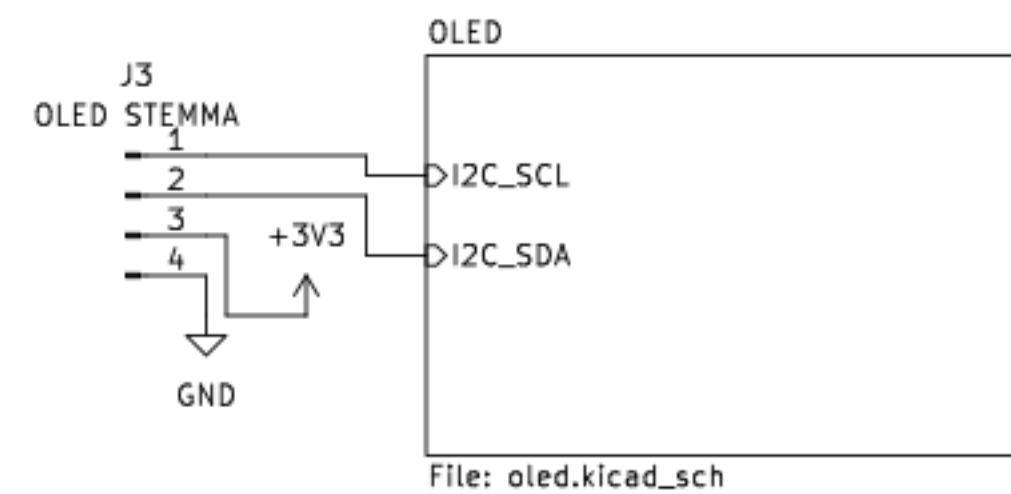 OLED
J3
OLED STEMMA
1
I2C_SCL
2
3
+3V3
I2C_SDA
4
GND
File: oled.kicad_sch